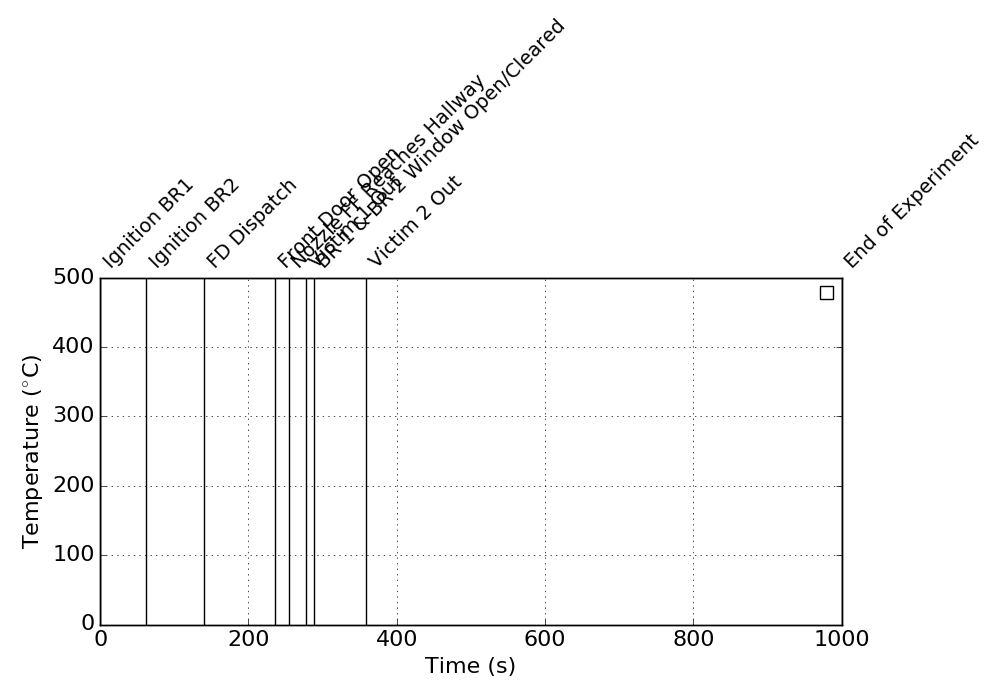 Ignition BR1
Ignition BR2
FD Dispatch
Front Door Open
Nozzle FF Reaches Hallway
Victim 1 Out
BR 1 & BR 2 Window Open/Cleared
Victim 2 Out
End of Experiment
500
400
300
200
100
0
Temperature (°C)
0 200 400 600 800 1000
Time (s)